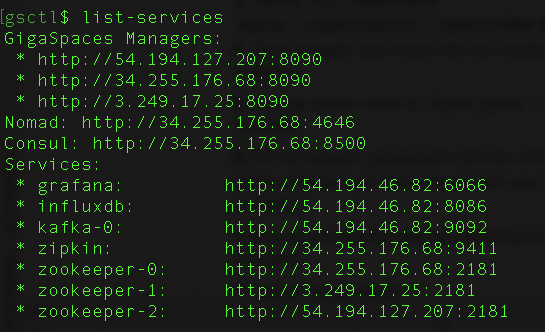 [gsctl$ list-services
GigaSpaces Managers:
* http://54.194.127.207:8090
* http://34.255.176.68:8090
* http://3.249.17.25:8090
Nomad: http://34.255.176.68:4646
Consul: http://34.255.176.68:8500
Services:
* grafana: http://54.194.46.82:6066
* influxdb: http://54.194.46.82:8086
* kafka-0: http://54.194.46.82:9092
* zipkin: http://34.255.176.68:9411
* zookeeper-0: http://34.255.176.68:2181
* zookeeper-1: http://3.249.17.25:2181
* zookeeper-2: http://54.194.127.207:2181